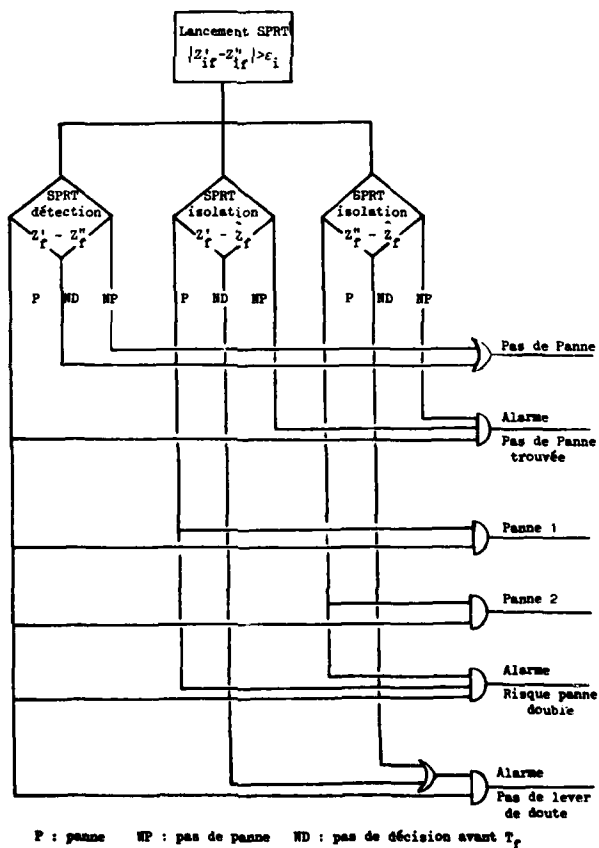 Lancement SPRT
|Z'if-Z"if|>εi
SPRT
détection
Z'f - Z"f
SPRT
isolation
Z'f - Ẑf
SPRT
isolation
Z"f - Ẑf
P ND NP
P ND NP
P ND NP
Pas de Panne
Alarme
Pas de Panne
trouvée
Panne 1
Panne 2
Alarme
Risque panne
double
Alarme
Pas de lever
de doute
P : panne NP : pas de panne ND : pas de décision avant Tf